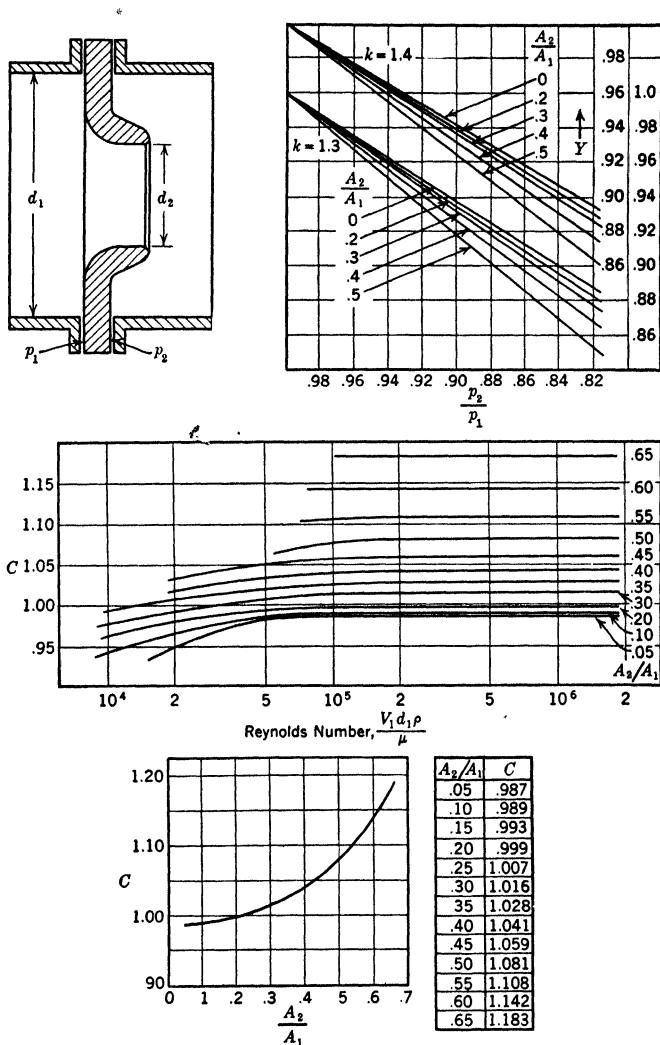 d₁
d₂
p₁
p₂
k = 1.4
A₂
A₁
0
.2
.3
.4
.5
k = 1.3
A₂
A₁
0
.2
.3
.4
.5
.98
.96 1.0
.94 .98
Y
.92 .96
.90 .94
.88 .92
.86 .90
.88
.86
.98 .96 .94 .92 .90 .88 .86 .84 .82
p₂
p₁
1.15
1.10
1.05
C
1.00
.95
.65
.60
.55
.50
.45
.40
.35
.30
.20
.10
.05
A₂/A₁
10⁴ 2 5 10⁵ 2 5 10⁶ 2
Reynolds Number, V₁d₁ρ
μ
1.20
1.10
C
1.00
90
0 1 .2 .3 .4 5 .6 .7
A₂
A₁
A₂/A₁ C
.05 .987
.10 .989
.15 .993
.20 .999
.25 1.007
.30 1.016
35 1.028
.40 1.041
.45 1.059
.50 1.081
.55 1.108
.60 1.142
.65 1.183